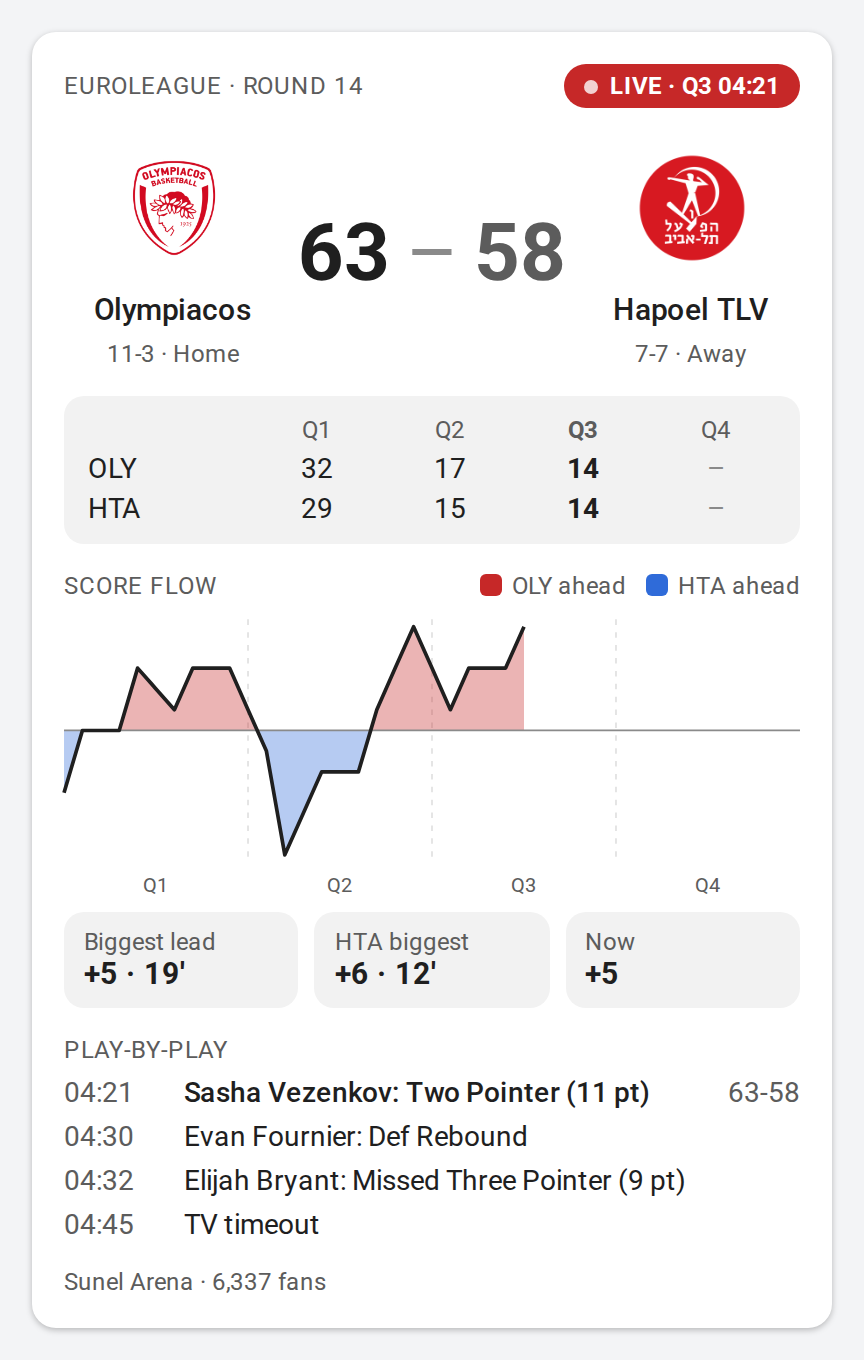 EUROLEAGUE · ROUND 14
LIVE · Q3 04:21
OLYMPIACOS
BASKETBALL
1925
הפועל
תל-אביב
63 – 58
Olympiacos
Hapoel TLV
11-3 · Home
7-7 · Away
Q1 Q2 Q3 Q4
OLY 32 17 14 –
HTA 29 15 14 –
SCORE FLOW
OLY ahead
HTA ahead
Q1 Q2 Q3 Q4
Biggest lead
+5 · 19'
HTA biggest
+6 · 12'
Now
+5
PLAY-BY-PLAY
04:21 Sasha Vezenkov: Two Pointer (11 pt) 63-58
04:30 Evan Fournier: Def Rebound
04:32 Elijah Bryant: Missed Three Pointer (9 pt)
04:45 TV timeout
Sunel Arena · 6,337 fans